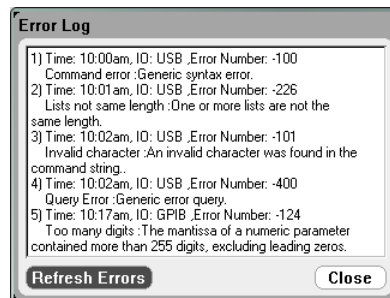 Error Log
1) Time: 10:00am, IO: USB ,Error Number: -100
Command error :Generic syntax error.
2) Time: 10:01am, IO: USB ,Error Number: -226
Lists not same length :One or more lists are not the
same length.
3) Time: 10:02am, IO: USB ,Error Number: -101
Invalid character :An invalid character was found in the
command string..
4) Time: 10:02am, IO: USB ,Error Number: -400
Query Error :Generic error query.
5) Time: 10:17am, IO: GPIB ,Error Number: -124
Too many digits :The mantissa of a numeric parameter
contained more than 255 digits, excluding leading zeros.
Refresh Errors Close